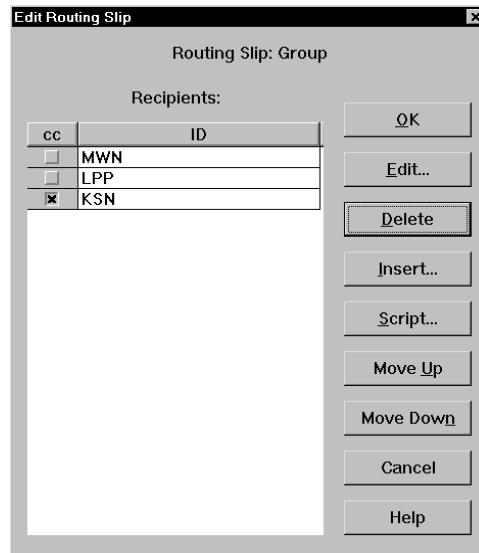 Edit Routing Slip
Routing Slip: Group
Recipients:
cc ID
MWN
LPP
KSN
OK
Edit...
Delete
Insert...
Script...
Move Up
Move Down
Cancel
Help